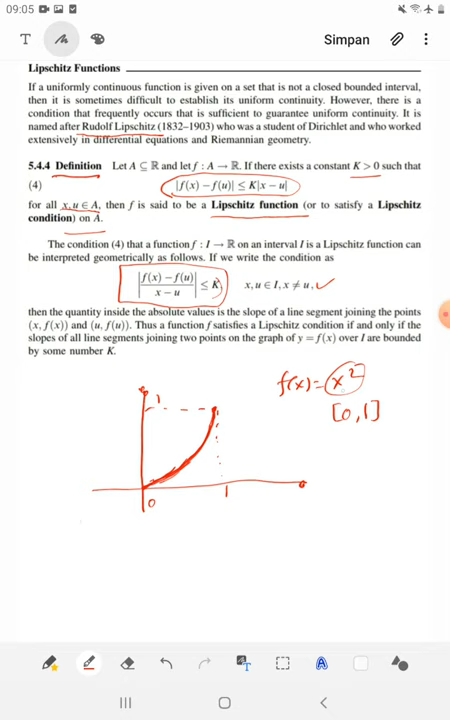 09:05
T
Simpan
Lipschitz Functions
If a uniformly continuous function is given on a set that is not a closed bounded interval,
then it is sometimes difficult to establish its uniform continuity. However, there is a
condition that frequently occurs that is sufficient to guarantee uniform continuity. It is
named after Rudolf Lipschitz (1832–1903) who was a student of Dirichlet and who worked
extensively in differential equations and Riemannian geometry.
5.4.4 Definition Let A ⊆ ℝ and let f : A → ℝ. If there exists a constant K > 0 such that
(4) |f(x) − f(u)| ≤ K|x − u|
for all x, u ∈ A, then f is said to be a Lipschitz function (or to satisfy a Lipschitz
condition) on A.
The condition (4) that a function f : I → ℝ on an interval I is a Lipschitz function can
be interpreted geometrically as follows. If we write the condition as
|f(x) − f(u) / x − u| ≤ K, x, u ∈ I, x ≠ u,
then the quantity inside the absolute values is the slope of a line segment joining the points
(x, f(x)) and (u, f(u)). Thus a function f satisfies a Lipschitz condition if and only if the
slopes of all line segments joining two points on the graph of y = f(x) over I are bounded
by some number K.
f(x) = x²
[0,1]
1
0
1
T
A